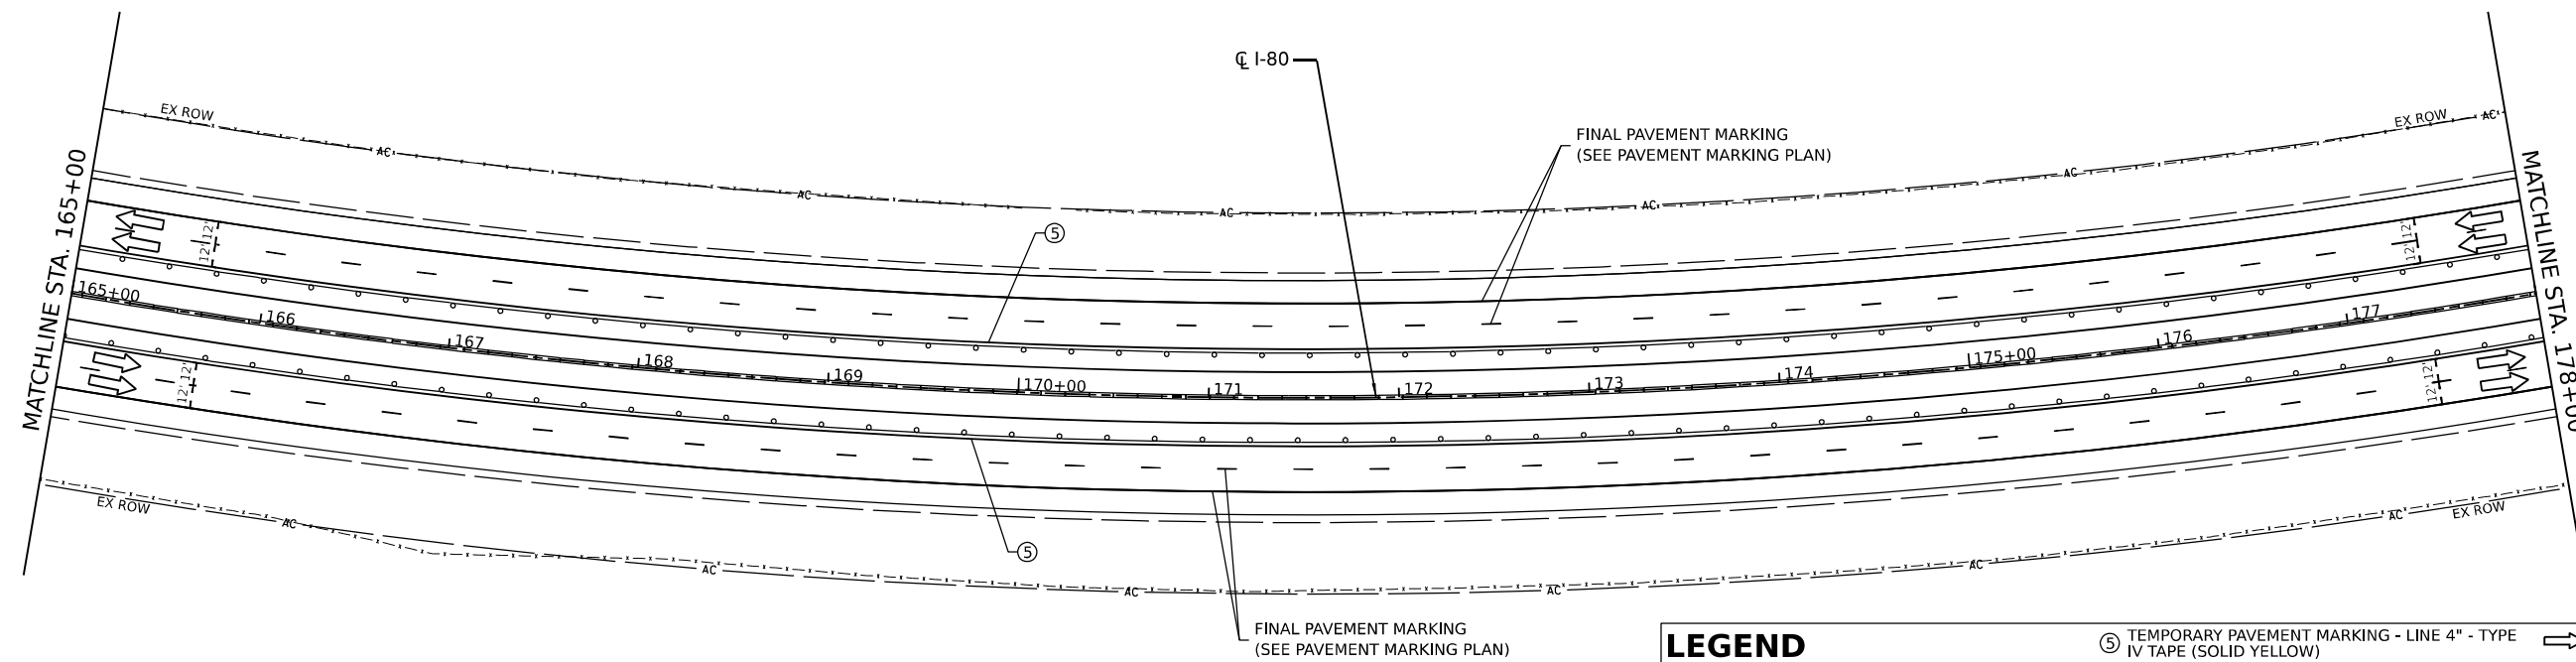 ℄ I-80
EX ROW
EX ROW
AC
AC
FINAL PAVEMENT MARKING
(SEE PAVEMENT MARKING PLAN)
MATCHLINE STA. 165+00
MATCHLINE STA. 178+00
AC
AC
AC
AC
5
12' 12'
12' 12'
165+00
166
167
168
169
170+00
171
172
173
174
175+00
176
177
12' 12'
12' 12'
EX ROW
EX ROW
AC
AC
5
AC
AC
AC
AC
FINAL PAVEMENT MARKING
(SEE PAVEMENT MARKING PLAN)
LEGEND
5 TEMPORARY PAVEMENT MARKING - LINE 4" - TYPE
IV TAPE (SOLID YELLOW)